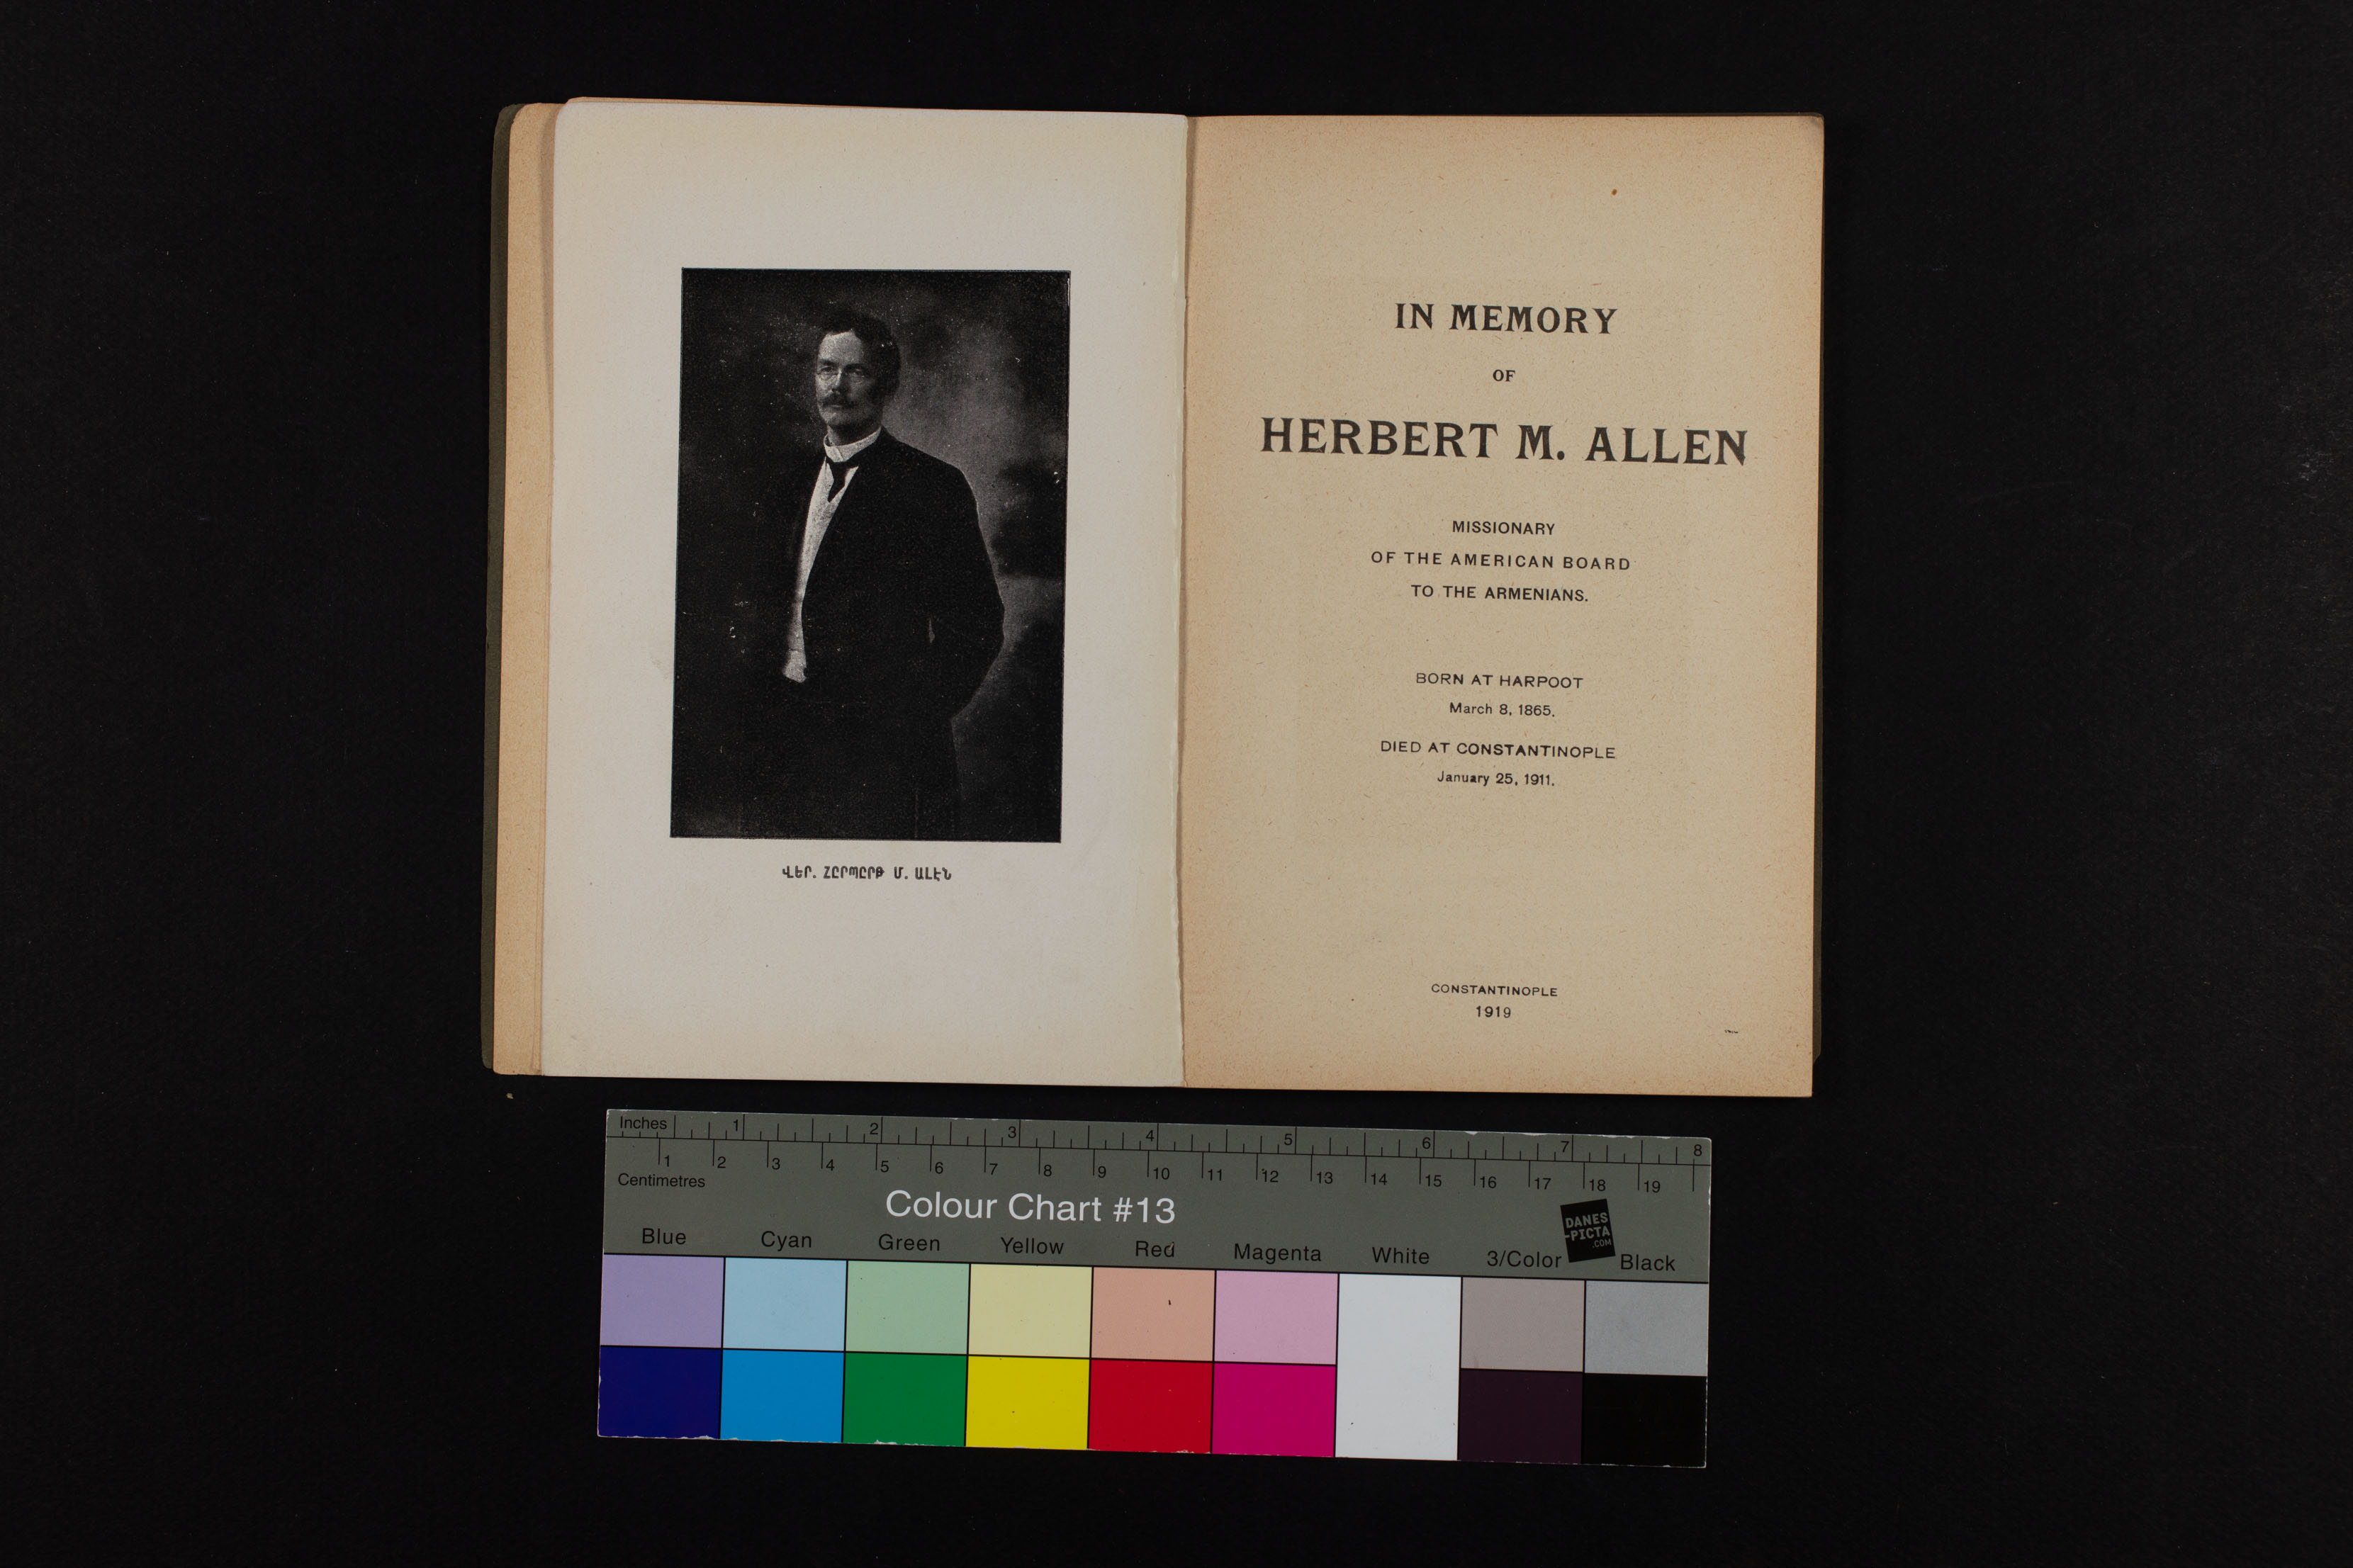 ՎԵՐ. ՀԸՐՊԸՐԹ Մ. ԱԼԷՆ
IN MEMORY
OF
HERBERT M. ALLEN
MISSIONARY
OF THE AMERICAN BOARD
TO THE ARMENIANS.
BORN AT HARPOOT
March 8, 1865.
DIED AT CONSTANTINOPLE
January 25, 1911.
CONSTANTINOPLE
1919
Inches 1 2 3 4 5 6 7 8
1 2 3 4 5 6 7 8 9 10 11 12 13 14 15 16 17 18 19
Centimetres
Colour Chart #13
DANES
-PICTA
.COM
Blue Cyan Green Yellow Red Magenta White 3/Color Black